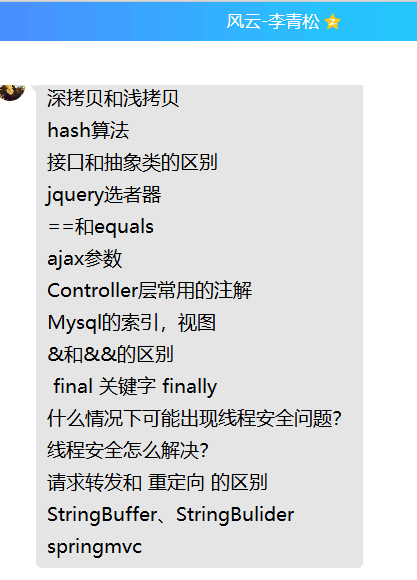 风云-李青松
深拷贝和浅拷贝
hash算法
接口和抽象类的区别
jquery选者器
==和equals
ajax参数
Controller层常用的注解
Mysql的索引，视图
&和&&的区别
final 关键字 finally
什么情况下可能出现线程安全问题?
线程安全怎么解决?
请求转发和 重定向 的区别
StringBuffer、StringBulider
springmvc